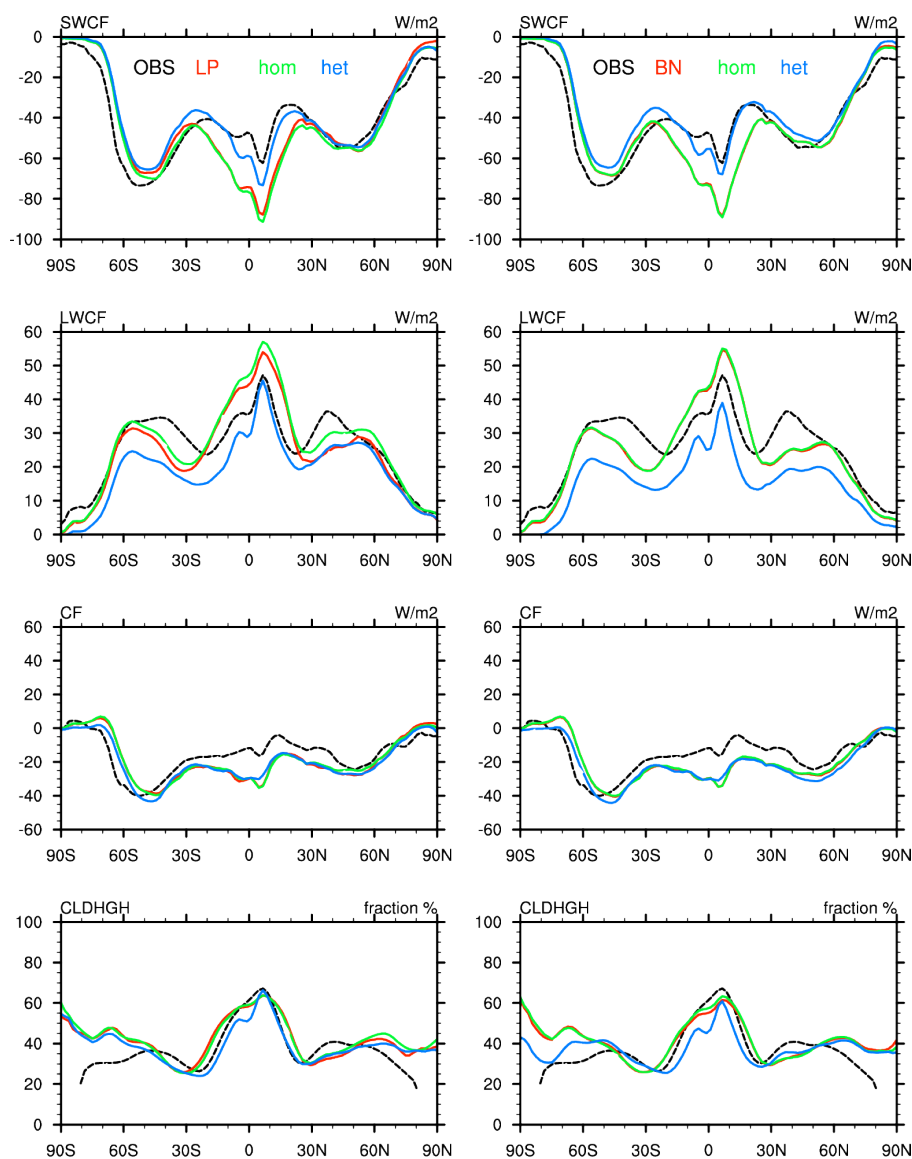 SWCF W/m2 SWCF W/m2
0 0
OBS LP hom het OBS BN hom het
-20 -20
-40 -40
-60 -60
-80 -80
-100 -100
90S 60S 30S 0 30N 60N 90N 90S 60S 30S 0 30N 60N 90N
LWCF W/m2 LWCF W/m2
60 60
50 50
40 40
30 30
20 20
10 10
0 0
90S 60S 30S 0 30N 60N 90N 90S 60S 30S 0 30N 60N 90N
CF W/m2 CF W/m2
60 60
40 40
20 20
0 0
-20 -20
-40 -40
-60 -60
90S 60S 30S 0 30N 60N 90N 90S 60S 30S 0 30N 60N 90N
CLDHGH fraction % CLDHGH fraction %
100 100
80 80
60 60
40 40
20 20
0 0
90S 60S 30S 0 30N 60N 90N 90S 60S 30S 0 30N 60N 90N